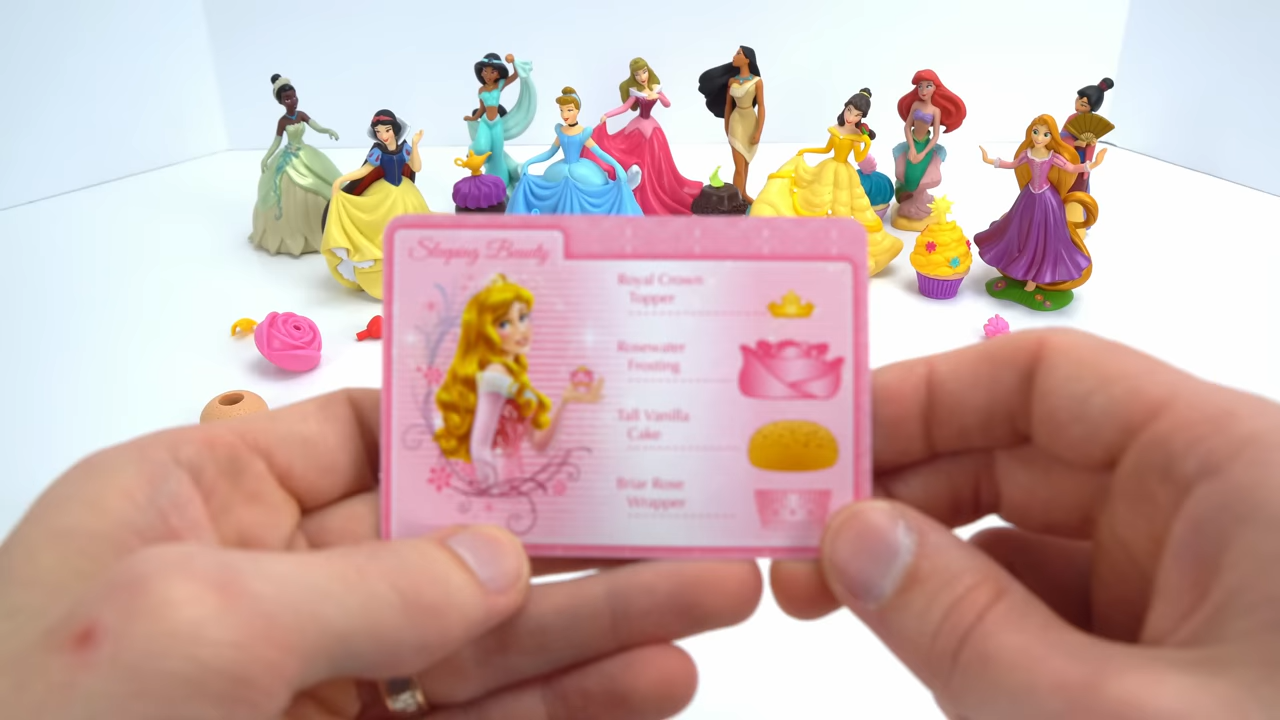 Sleeping Beauty
Royal Crown
Topper
Rosewater
Frosting
Tall Vanilla
Cake
Briar Rose
Wrapper